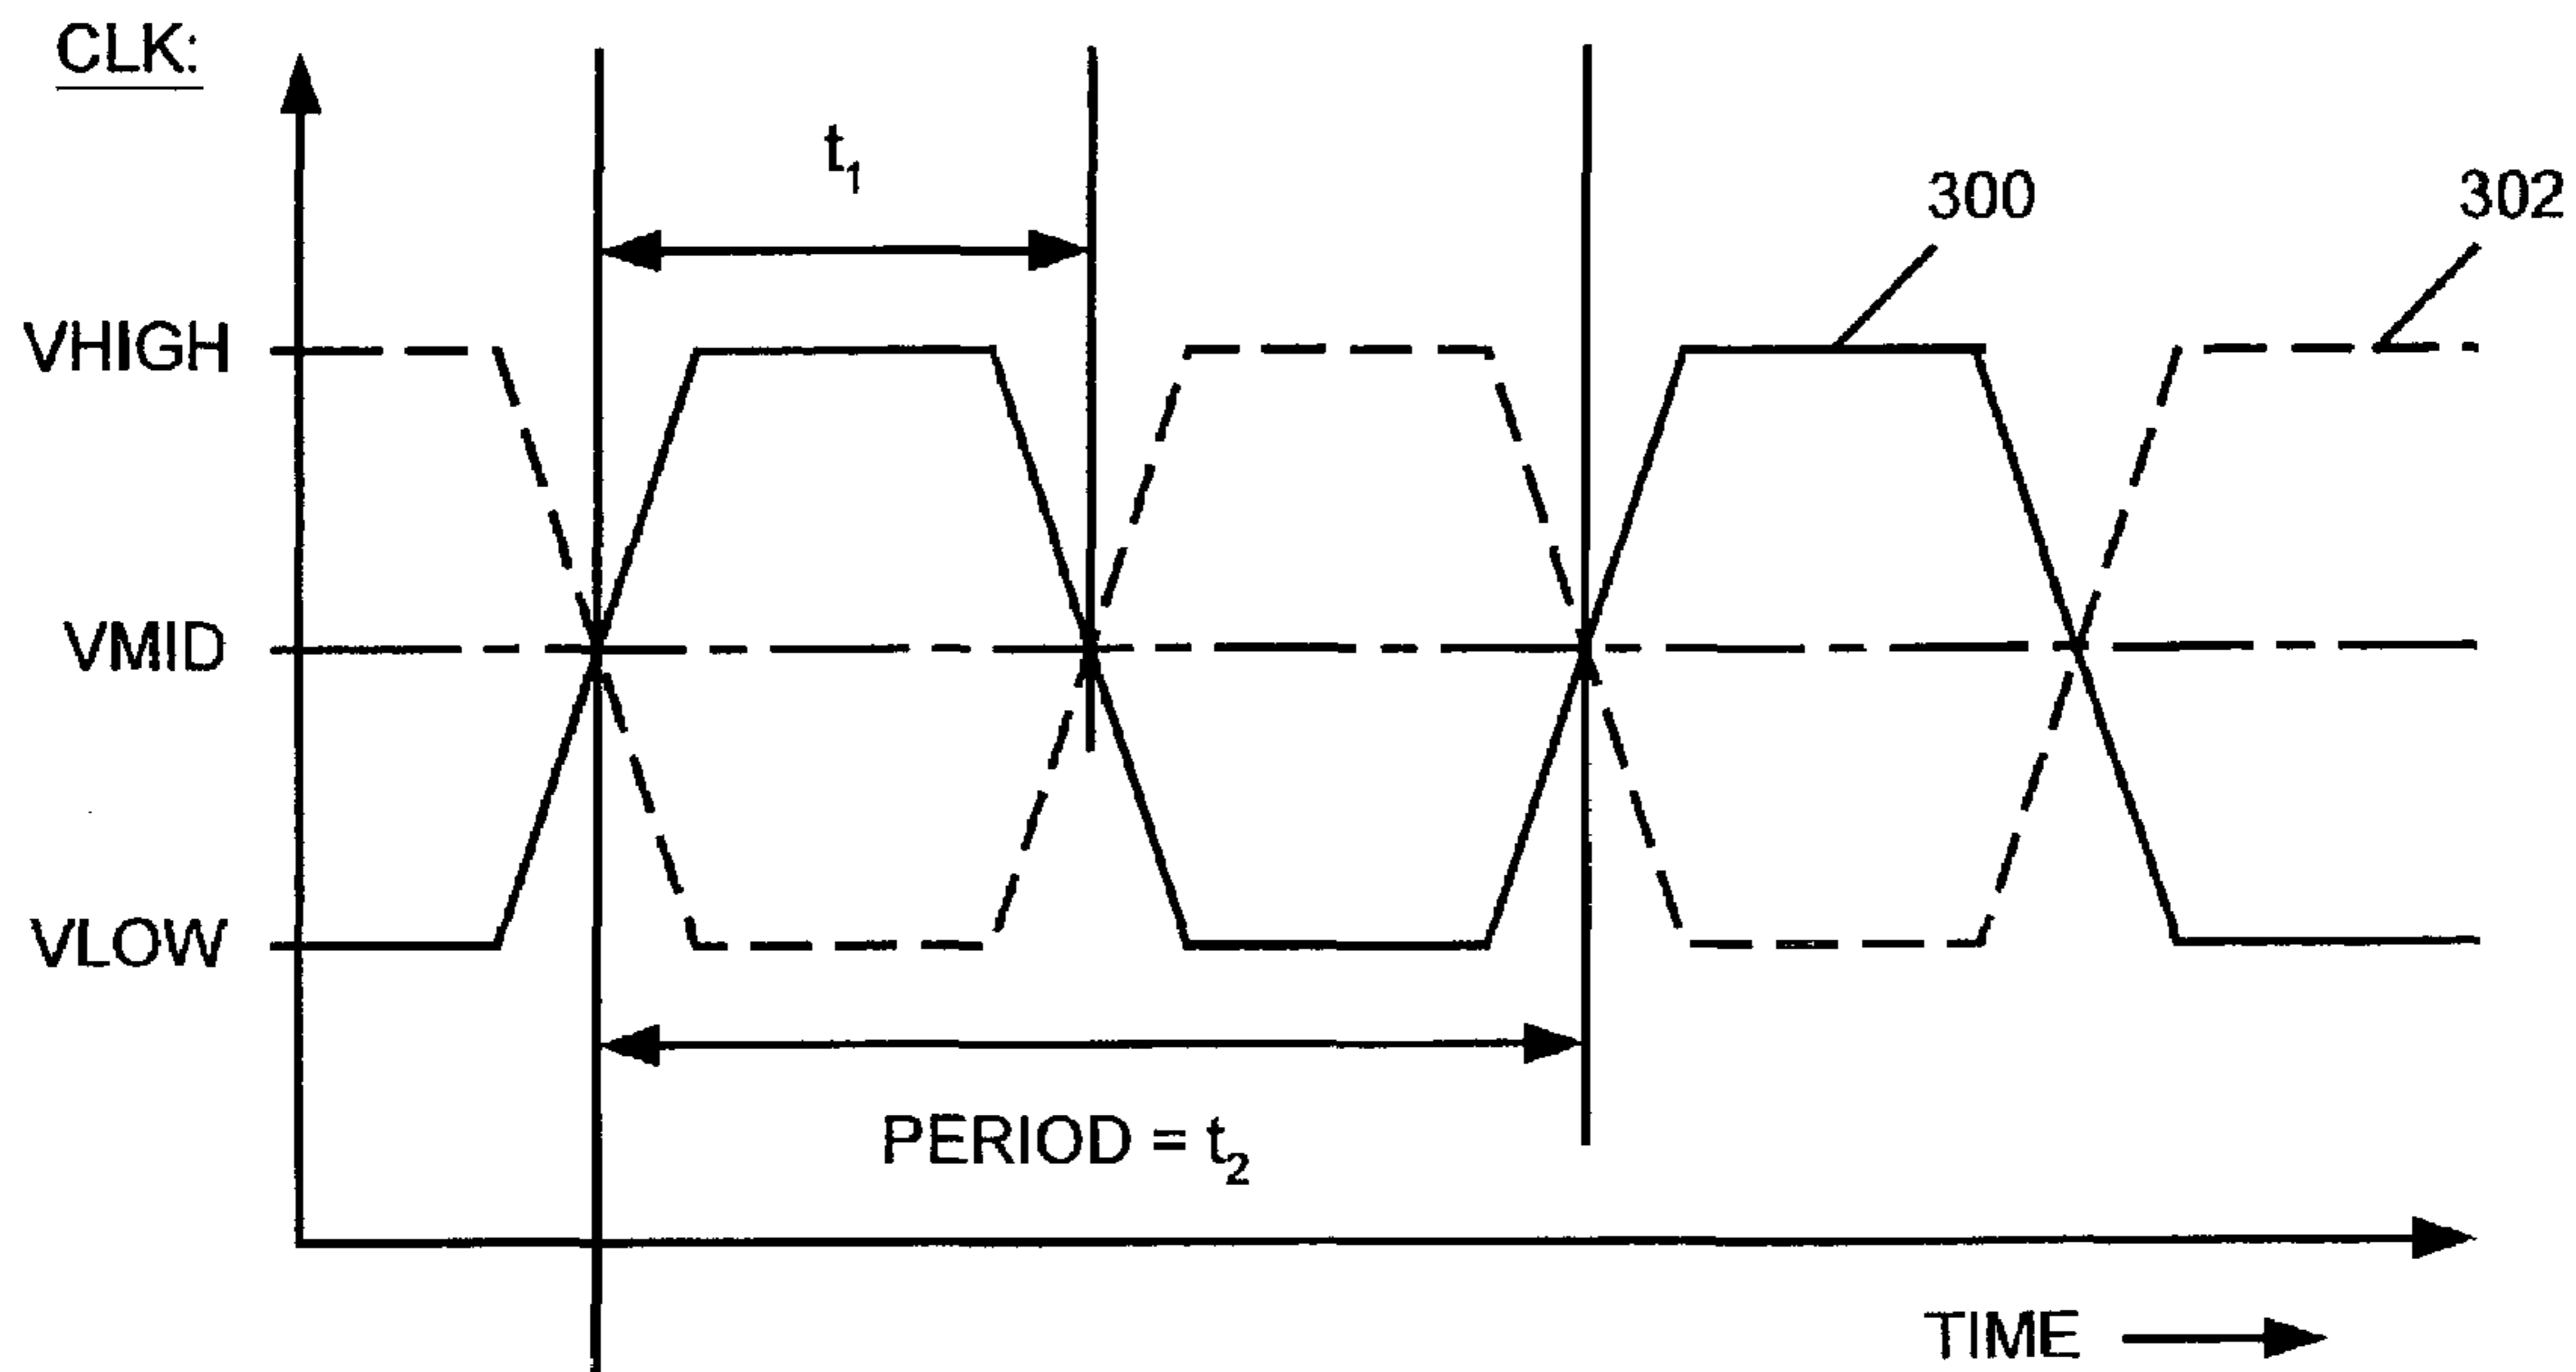 CLK:
t₁
300
302
VHIGH
VMID
VLOW
PERIOD = t₂
TIME